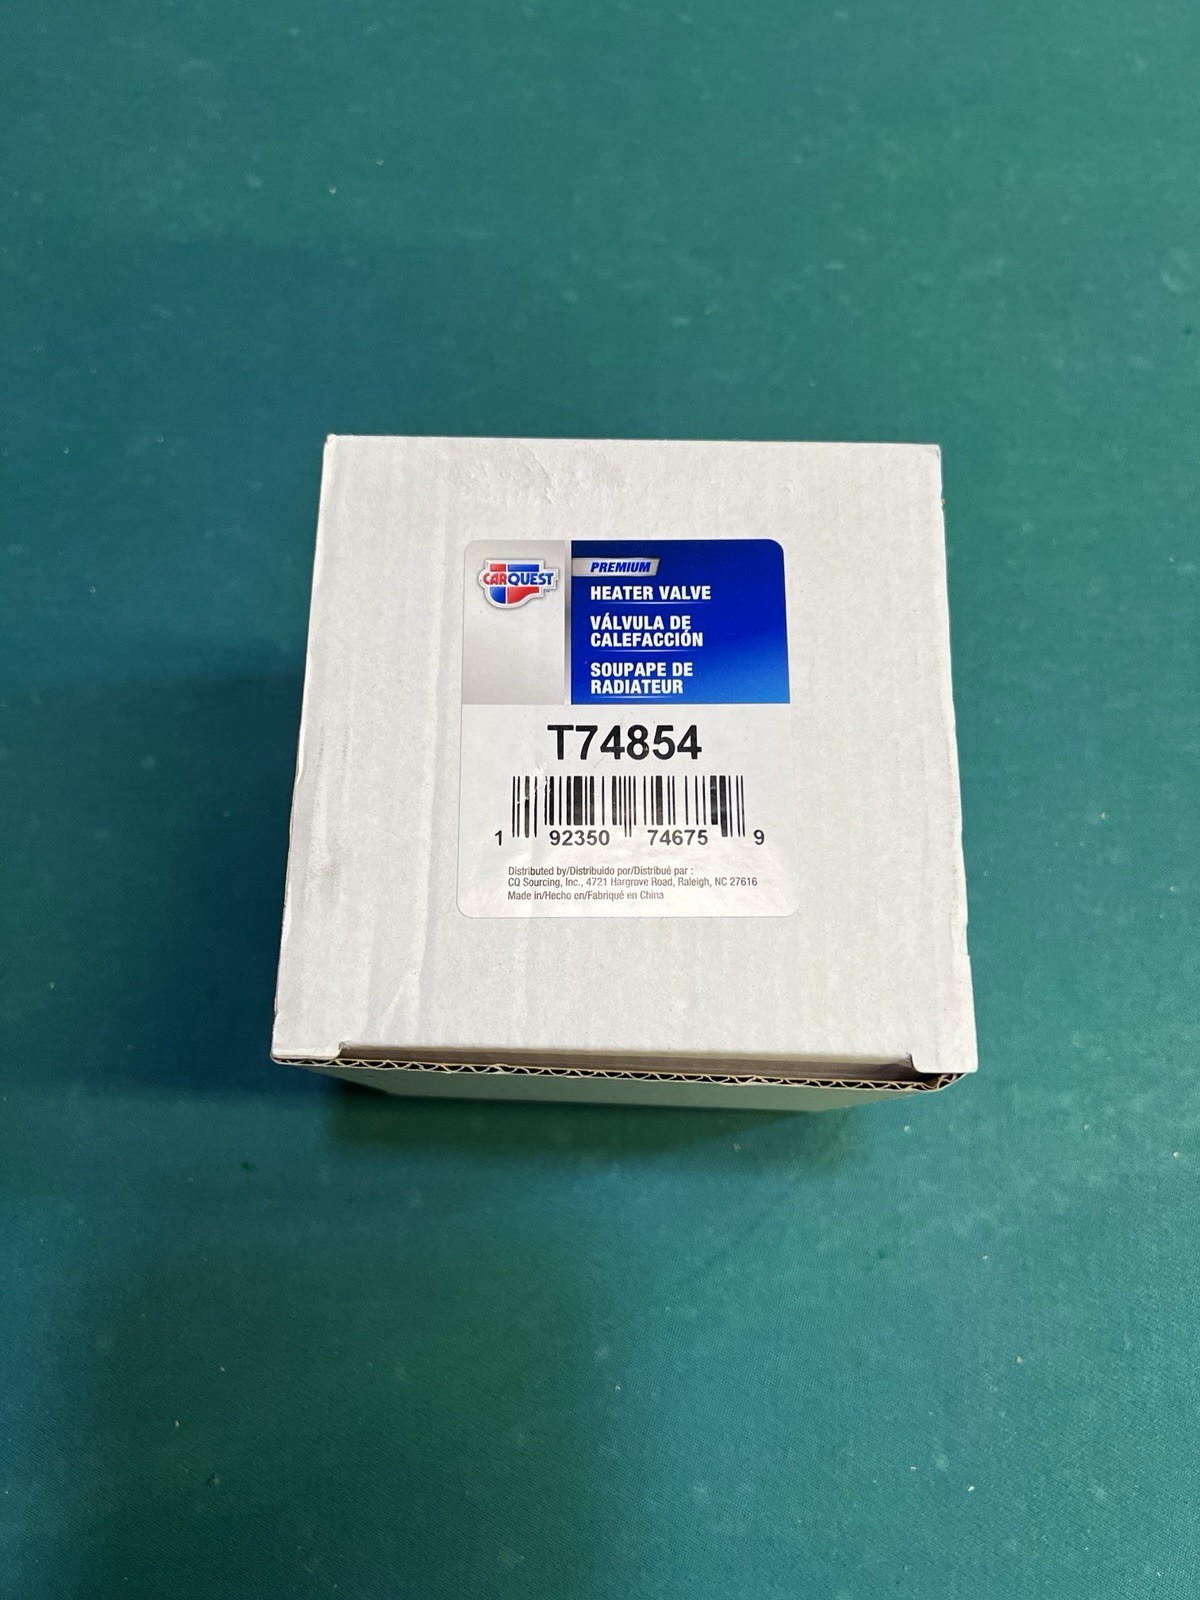 CARQUEST
PREMIUM
HEATER VALVE
VÁLVULA DE
CALEFACCIÓN
SOUPAPE DE
RADIATEUR
T74854
1 92350 74675 9
Distributed by/Distribuido por/Distribué par :
CQ Sourcing, Inc., 4721 Hargrove Road, Raleigh, NC 27616
Made in/Hecho en/Fabriqué en China